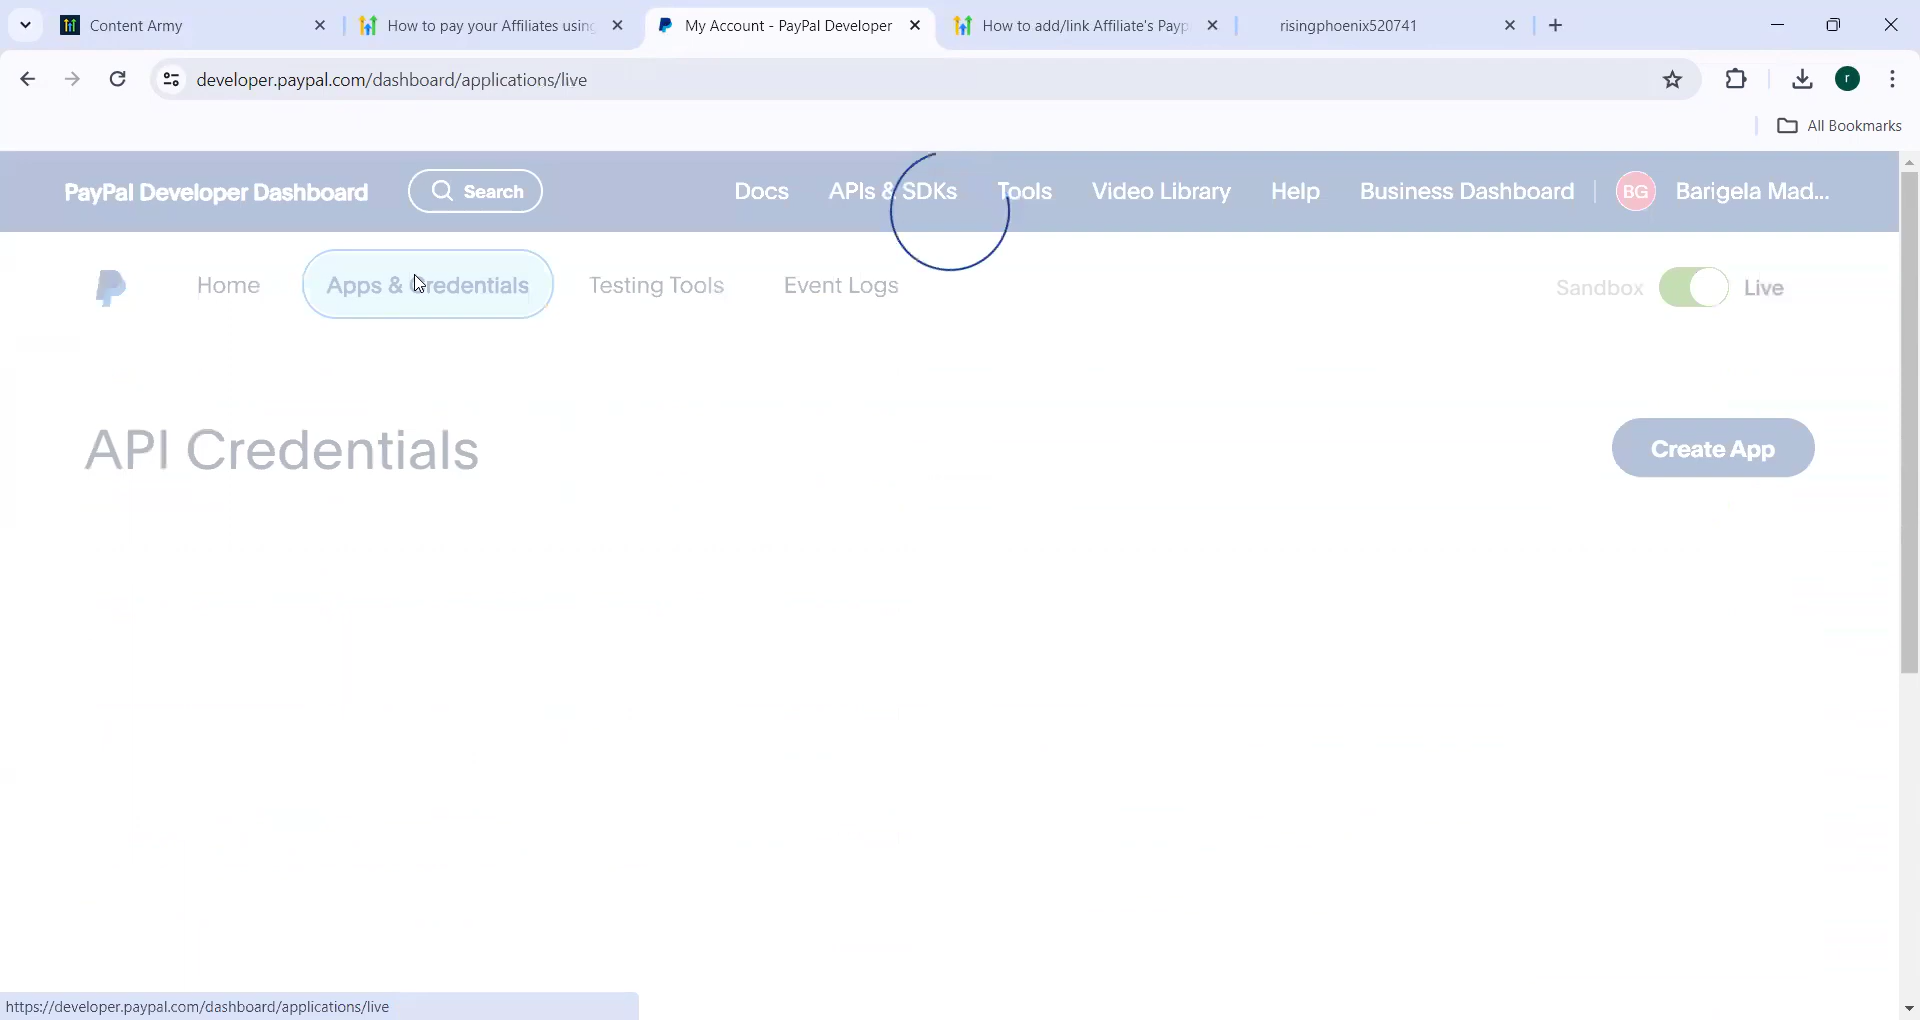 Content Army
How to pay your Affiliates using
My Account - PayPal Developer
How to add/link Affiliate's Payp
risingphoenix520741
developer.paypal.com/dashboard/applications/live
r
All Bookmarks
PayPal Developer Dashboard
Search
Docs
APIs & SDKs
Tools
Video Library
Help
Business Dashboard
BG
Barigela Mad...
Home
Apps & Credentials
Testing Tools
Event Logs
Sandbox
Live
API Credentials
Create App
https://developer.paypal.com/dashboard/applications/live